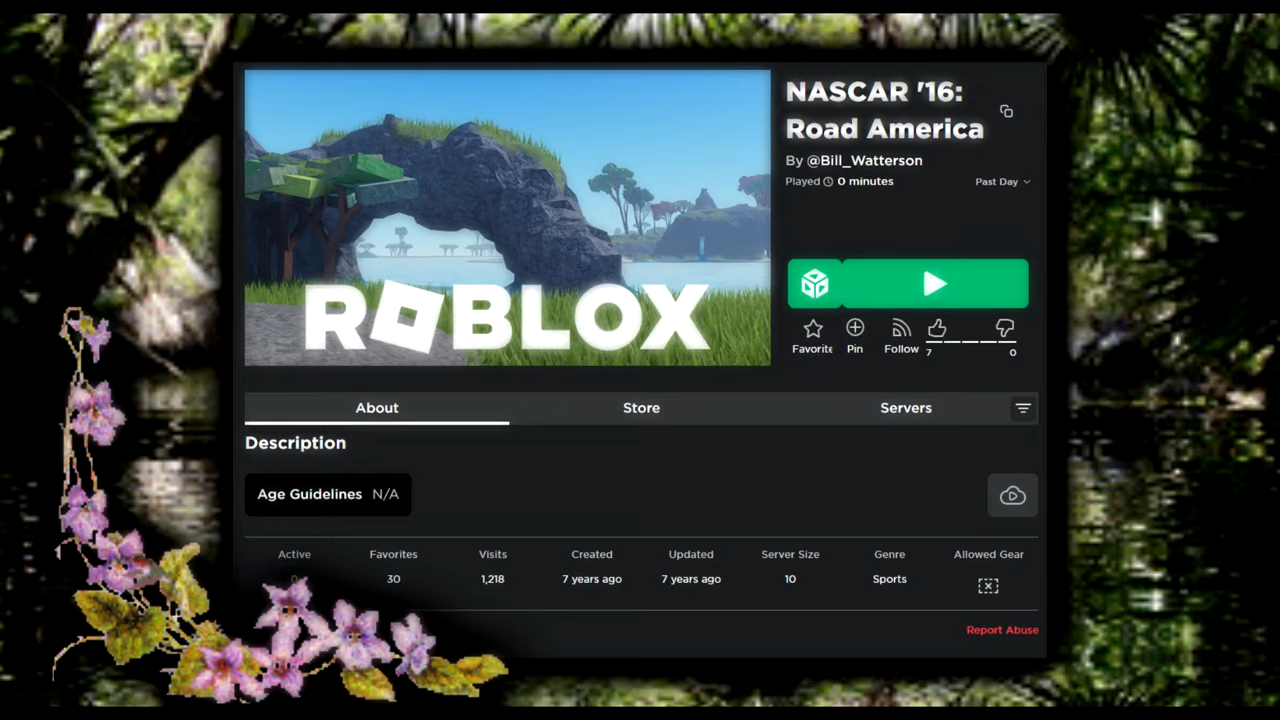 NASCAR '16:
Road America
By @Bill_Watterson
Played 0 minutes
Past Day
ROBLOX
Favorite
Pin
Follow
7
0
About
Store
Servers
Description
Age Guidelines N/A
Active
Favorites
Visits
Created
Updated
Server Size
Genre
Allowed Gear
0
30
1,218
7 years ago
7 years ago
10
Sports
Report Abuse